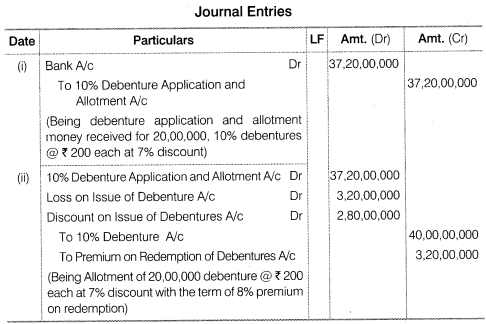 Journal Entries
Date Particulars LF Amt. (Dr) Amt. (Cr)
(i) Bank A/c Dr 37,20,00,000
To 10% Debenture Application and 37,20,00,000
Allotment A/c
(Being debenture application and allotment
money received for 20,00,000, 10% debentures
@ ₹ 200 each at 7% discount)
(ii) 10% Debenture Application and Allotment A/c Dr 37,20,00,000
Loss on Issue of Debenture A/c Dr 3,20,00,000
Discount on Issue of Debentures A/c Dr 2,80,00,000
To 10% Debenture A/c 40,00,00,000
To Premium on Redemption of Debentures A/c 3,20,00,000
(Being Allotment of 20,00,000 debenture @ ₹ 200
each at 7% discount with the term of 8% premium
on redemption)